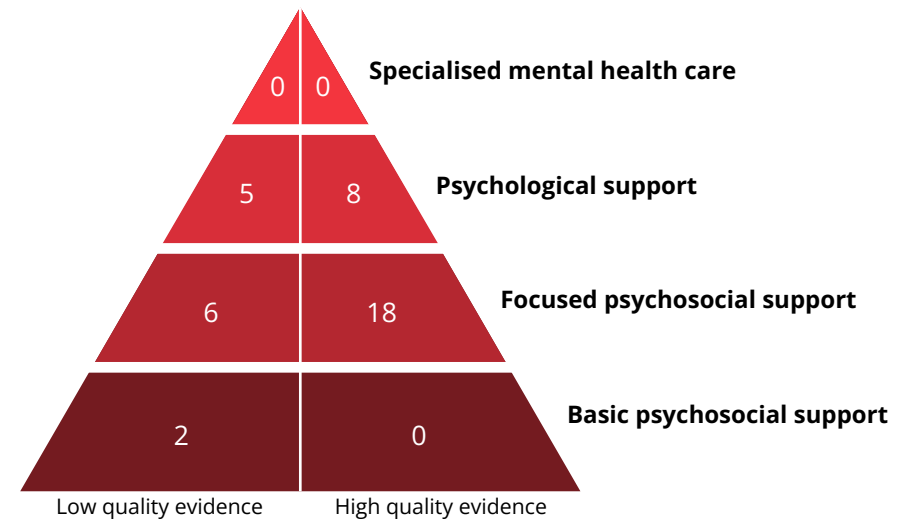 0 0 Specialised mental health care
5 8 Psychological support
6 18 Focused psychosocial support
2 0 Basic psychosocial support
Low quality evidence High quality evidence